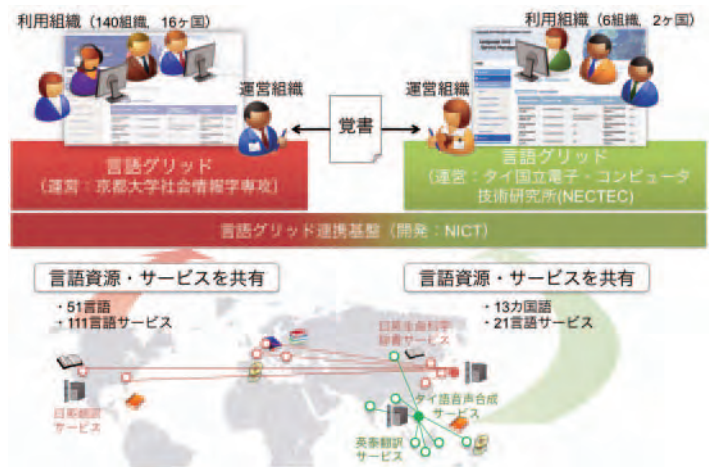 利用組織（140組織, 16ヶ国）
利用組織（6組織, 2ヶ国）
運営組織
覚書
運営組織
言語グリッド
（運営：京都大学社会情報学専攻）
言語グリッド
（運営：タイ国立電子・コンピュータ
技術研究所(NECTEC)
言語グリッド連携基盤（開発：NICT）
言語資源・サービスを共有
・51言語
・111言語サービス
言語資源・サービスを共有
・13カ国語
・21言語サービス
日英生命科学
辞書サービス
日英翻訳
サービス
タイ語音声合成
サービス
英泰翻訳
サービス